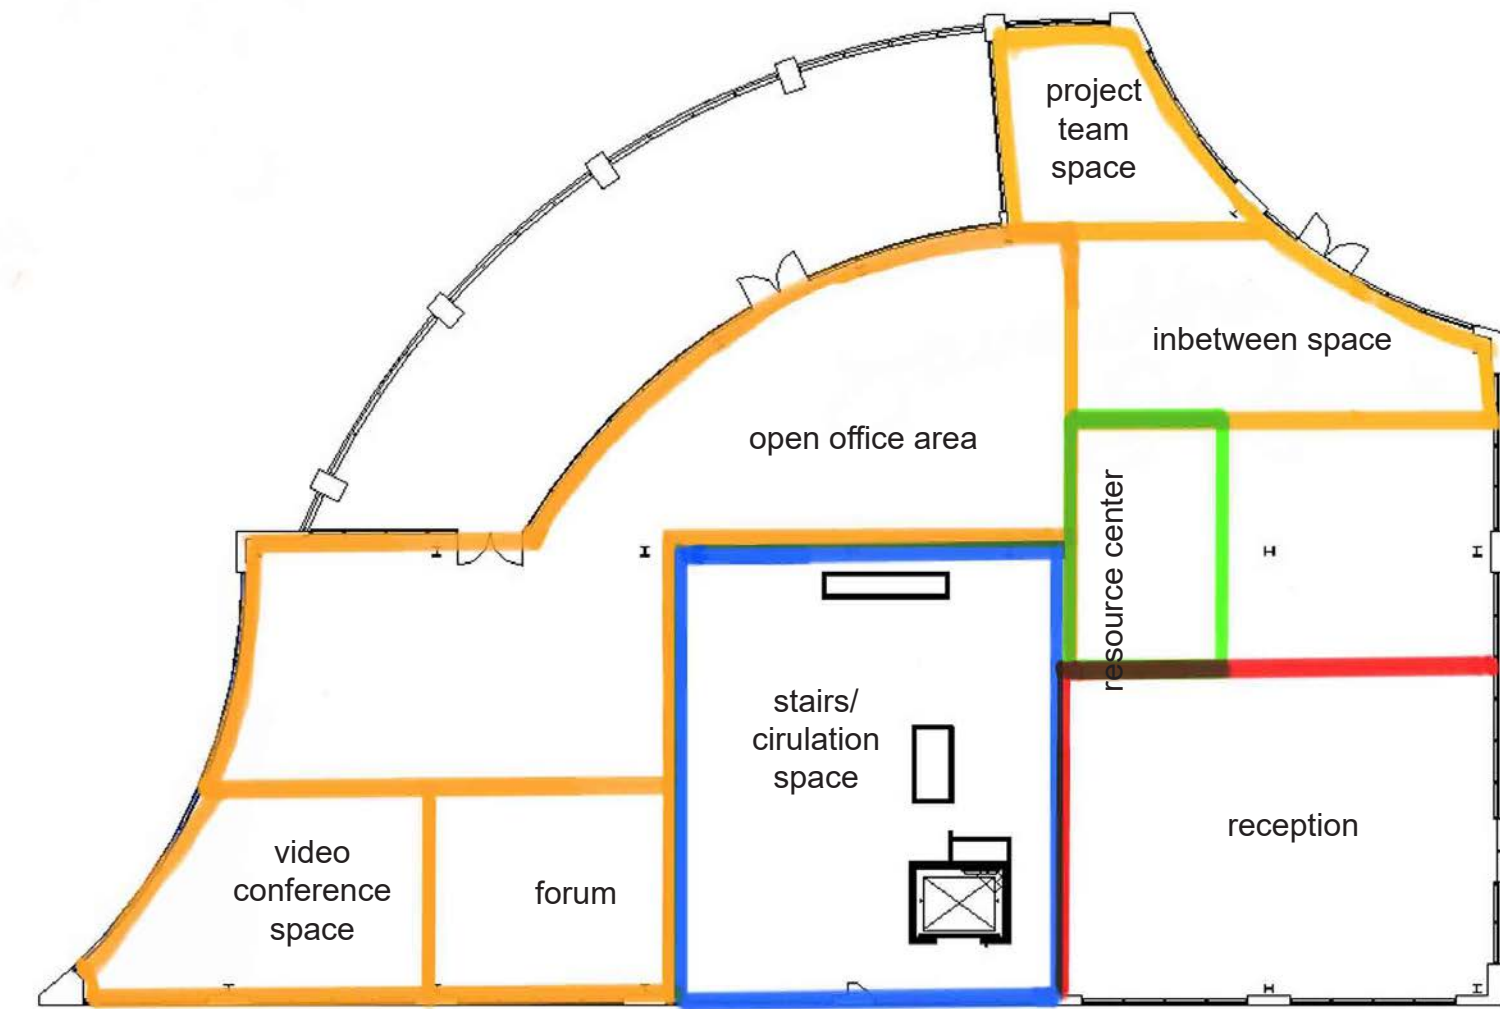 project
team
space
inbetween space
open office area
resource center
stairs/
cirulation
space
reception
video
conference
space
forum